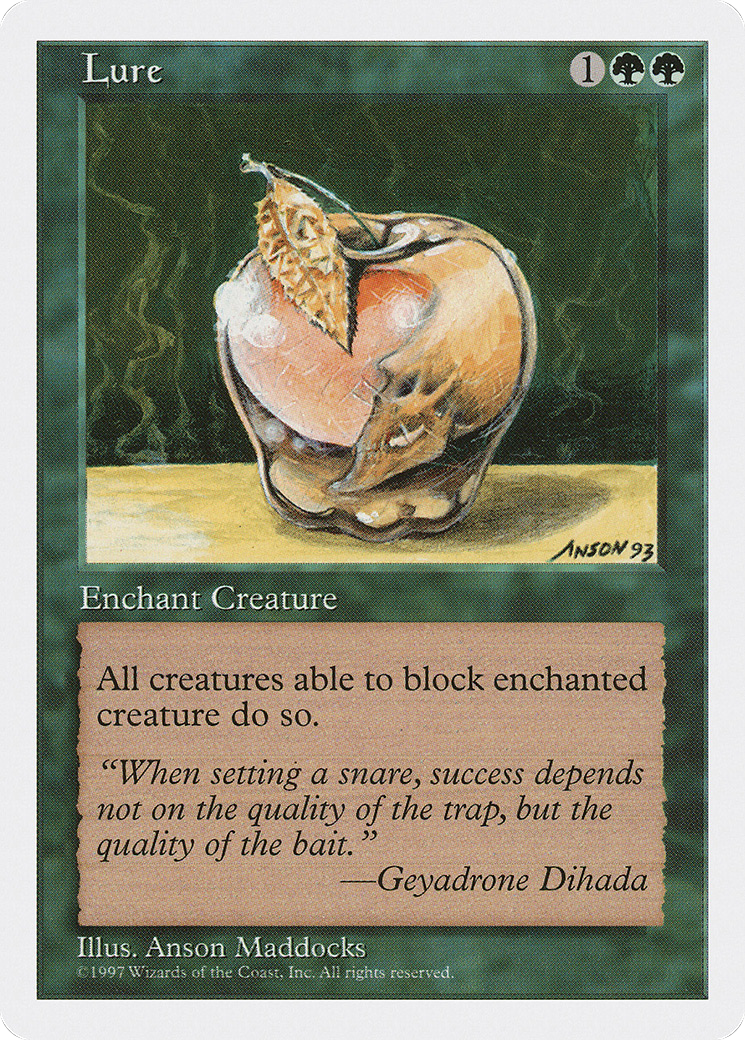 Lure 1
ANSON 93
Enchant Creature
All creatures able to block enchanted
creature do so.
“When setting a snare, success depends
not on the quality of the trap, but the
quality of the bait.”
—Geyadrone Dihada
Illus. Anson Maddocks
©1997 Wizards of the Coast, Inc. All rights reserved.